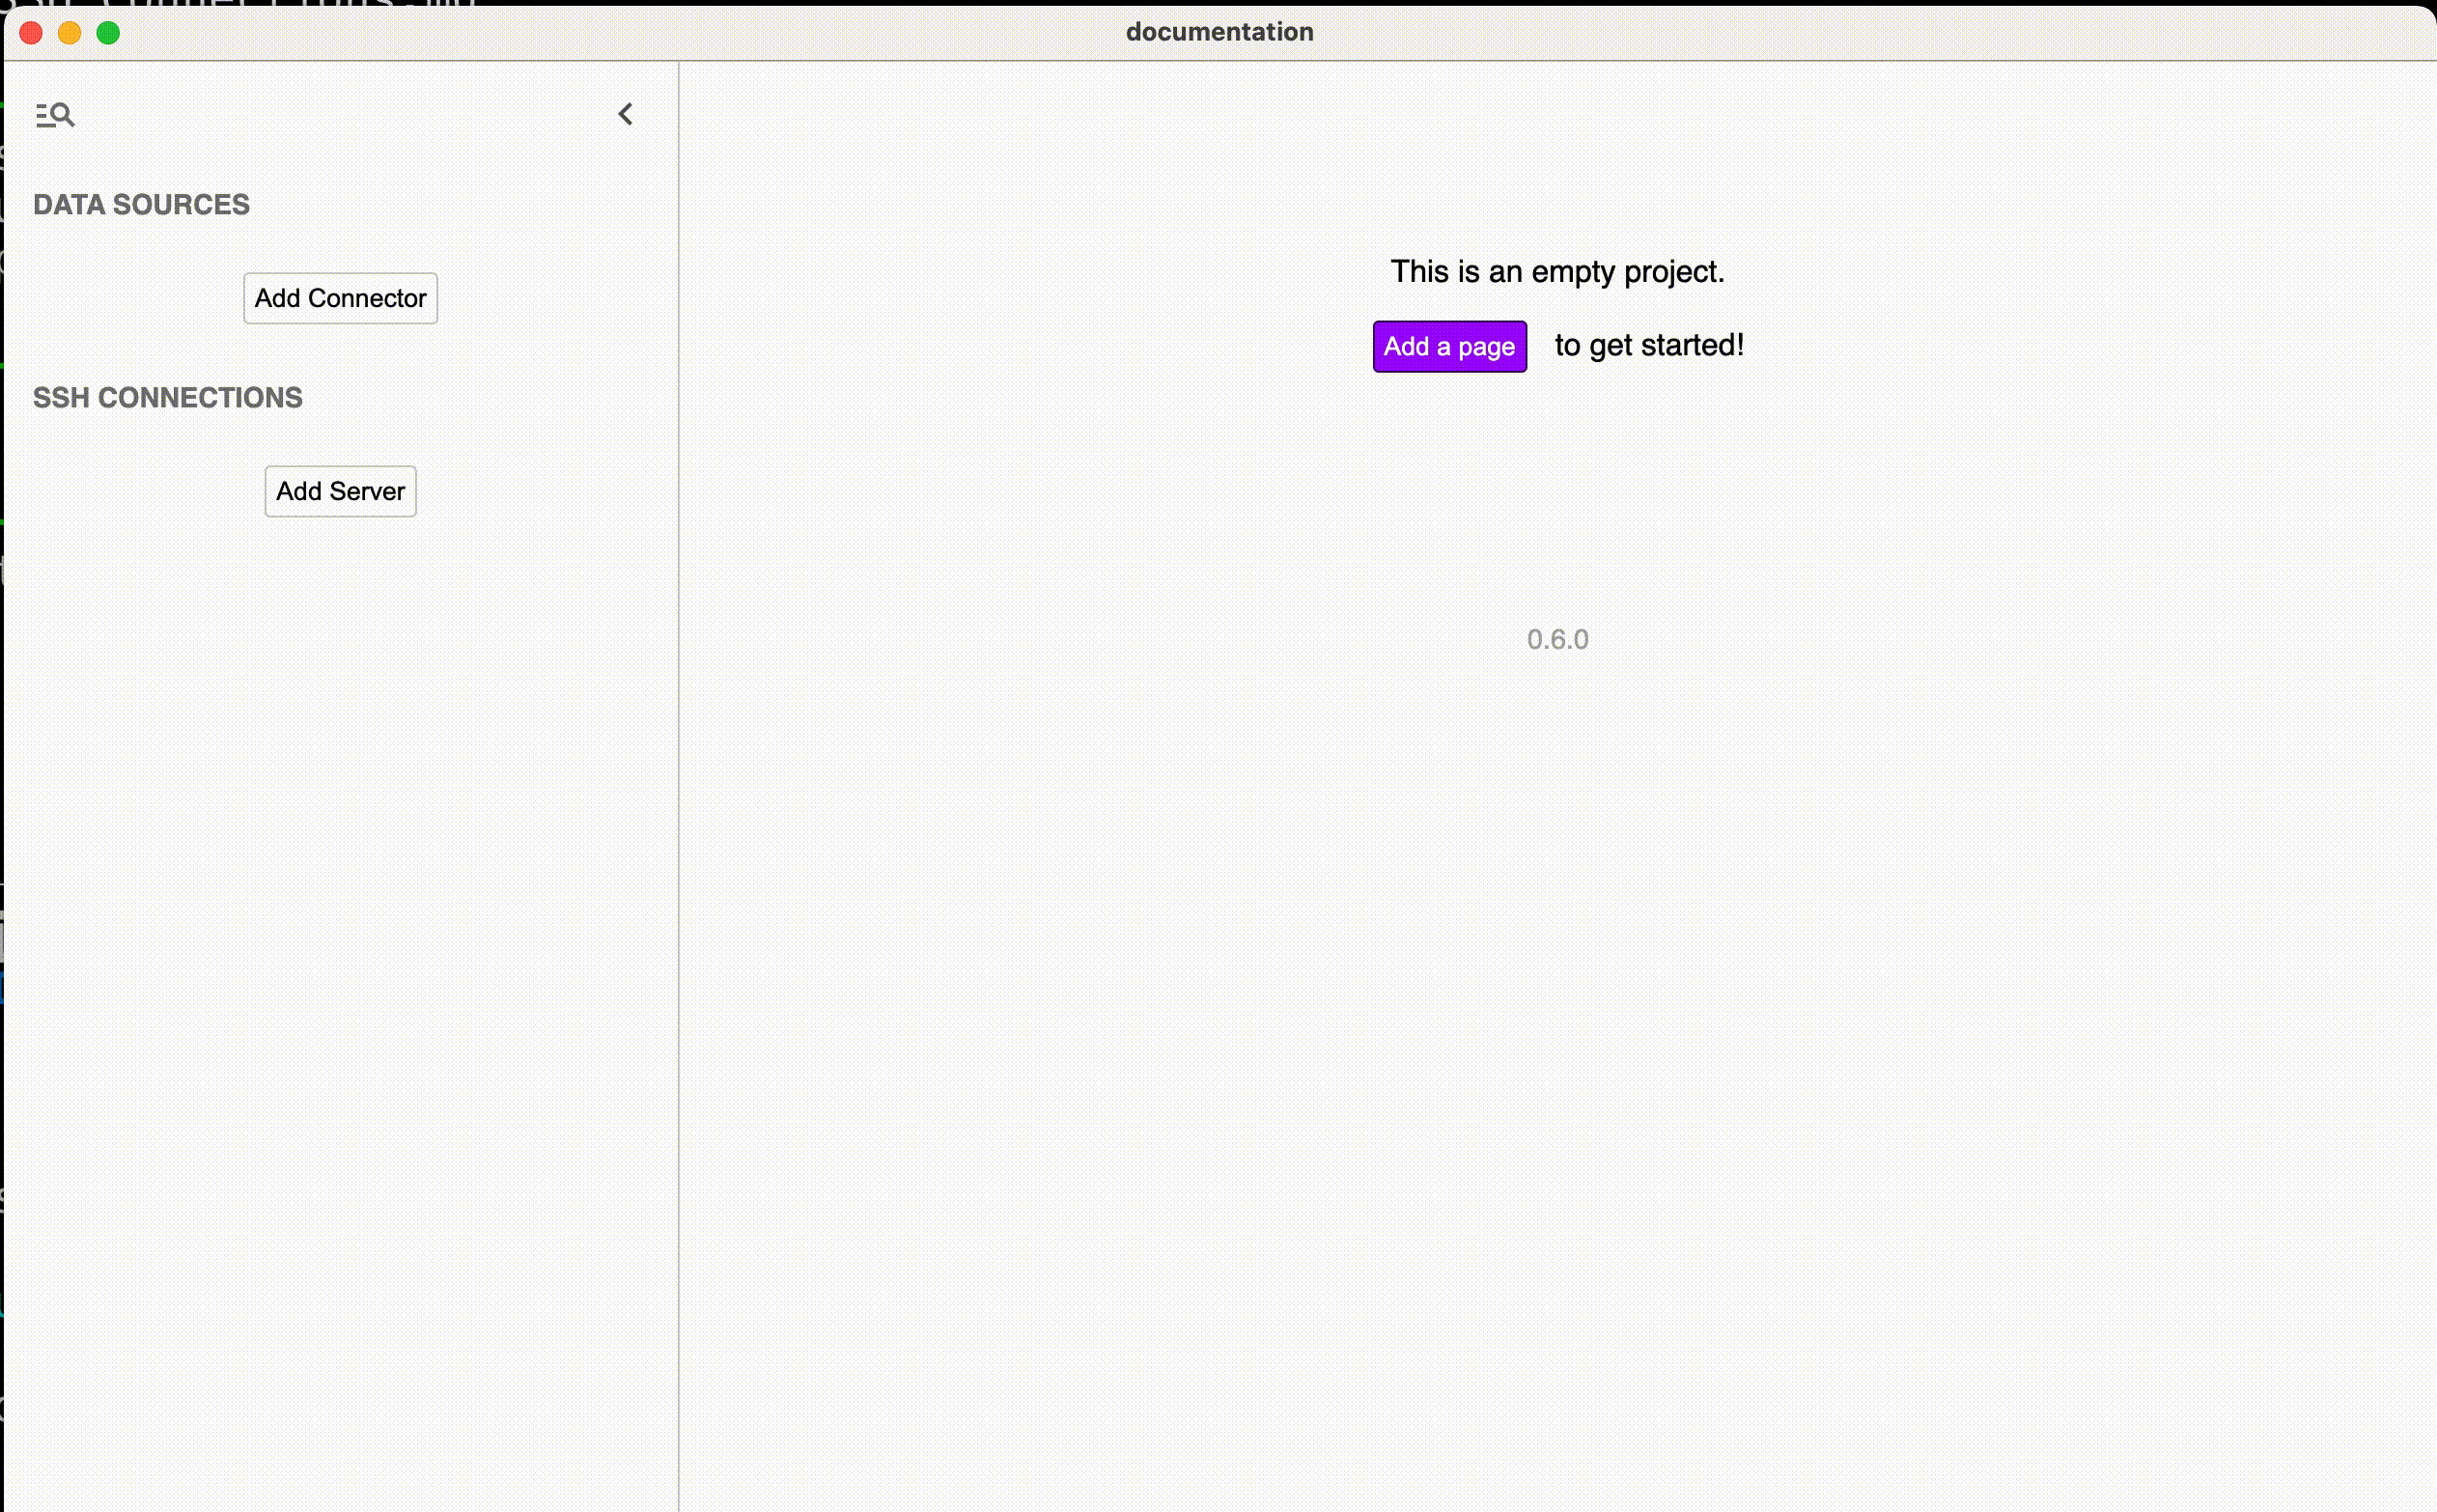 documentation
DATA SOURCES
Add Connector
SSH CONNECTIONS
Add Server
This is an empty project.
Add a page to get started!
0.6.0